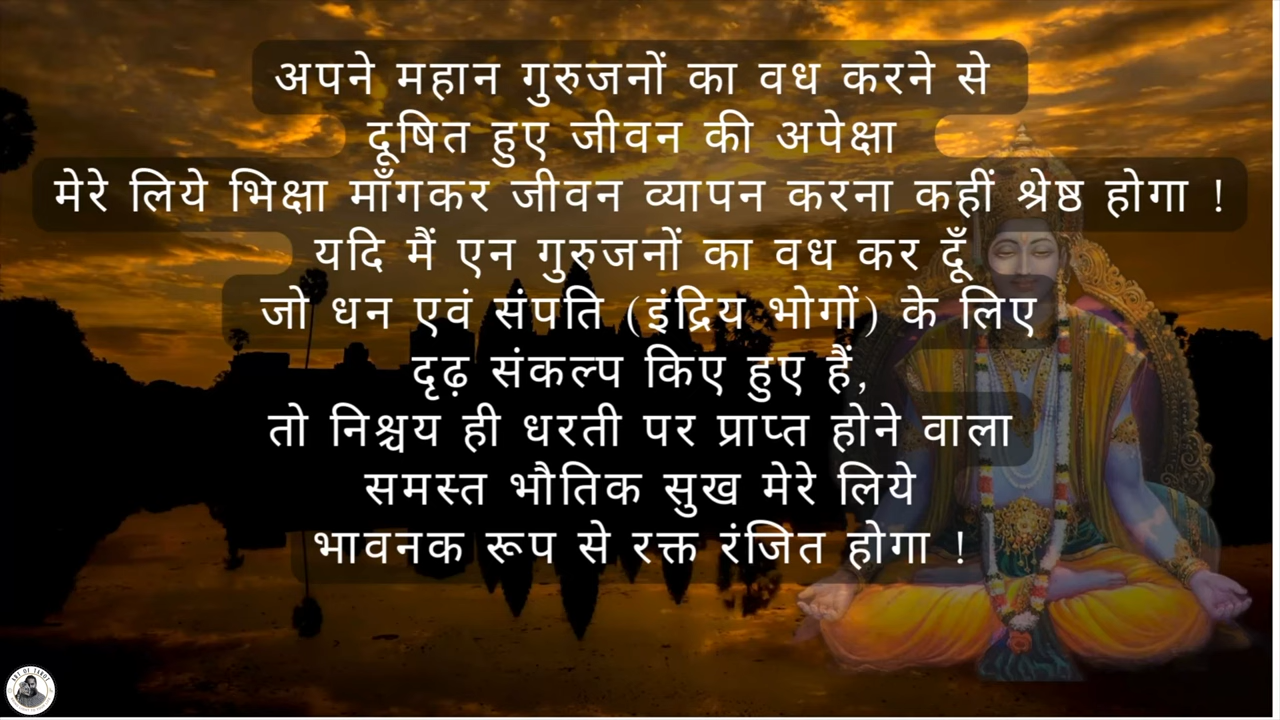 अपने महान गुरुजनों का वध करने से
दूषित हुए जीवन की अपेक्षा
मेरे लिये भिक्षा माँगकर जीवन व्यापन करना कहीं श्रेष्ठ होगा !
यदि मैं एन गुरुजनों का वध कर दूँ
जो धन एवं संपति (इंद्रिय भोगों) के लिए
दृढ़ संकल्प किए हुए हैं,
तो निश्चय ही धरती पर प्राप्त होने वाला
समस्त भौतिक सुख मेरे लिये
भावनक रूप से रक्त रंजित होगा !